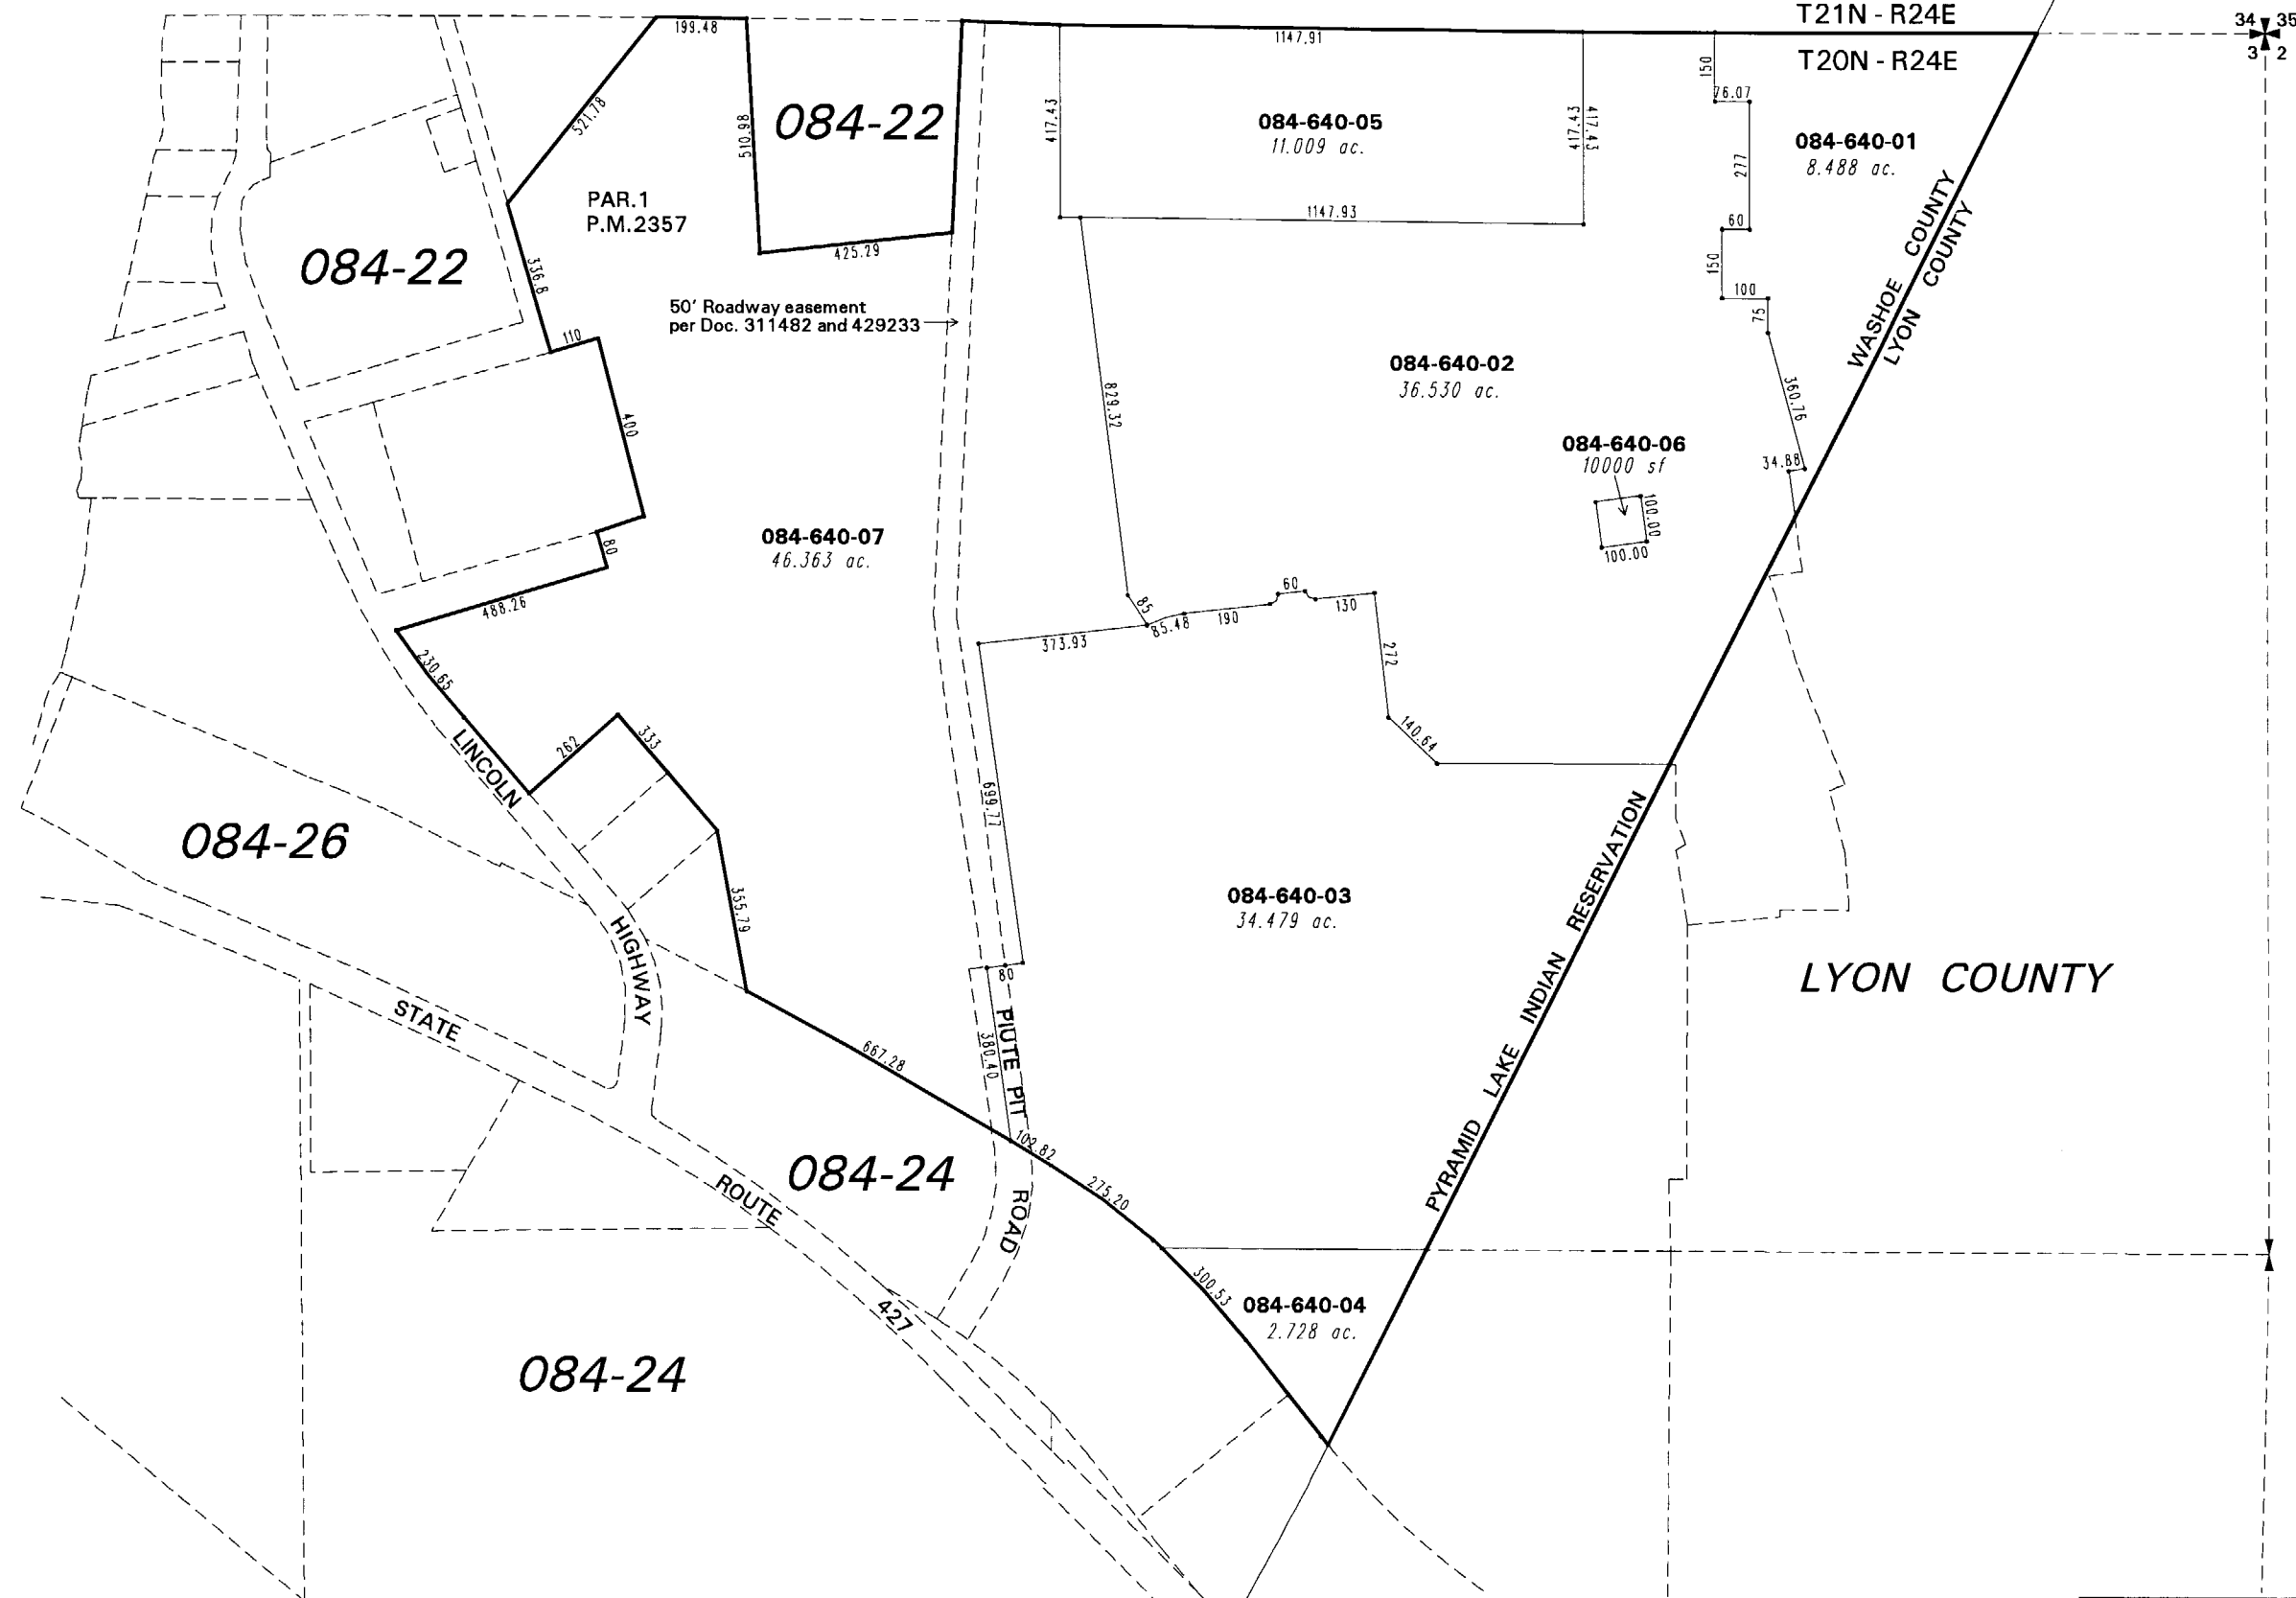 T21N - R24E
34 35
3 2
T20N - R24E
199.48
1147.91
150
76.07
521.78
510.98
084-22
417.43
084-640-05
11.009 ac.
417.43
417.43
277
084-640-01
8.488 ac.
PAR.1
P.M.2357
1147.93
60
WASHOE COUNTY
LYON COUNTY
084-22
336.8
425.29
150
100
75
50' Roadway easement
per Doc. 311482 and 429233
110
400
829.32
084-640-02
36.530 ac.
360.76
084-640-06
10000 sf
34.88
100.00
100.00
084-640-07
46.363 ac.
80
488.26
85
85.48
190
60
130
373.93
272
230.65
140.64
262
333
LINCOLN
HIGHWAY
699.77
084-26
355.79
084-640-03
34.479 ac.
PYRAMID LAKE INDIAN RESERVATION
LYON COUNTY
80
STATE
ROUTE
427
PIUTE PIT
ROAD
380.40
667.28
102.82
084-24
275.20
300.53
084-640-04
2.728 ac.
084-24